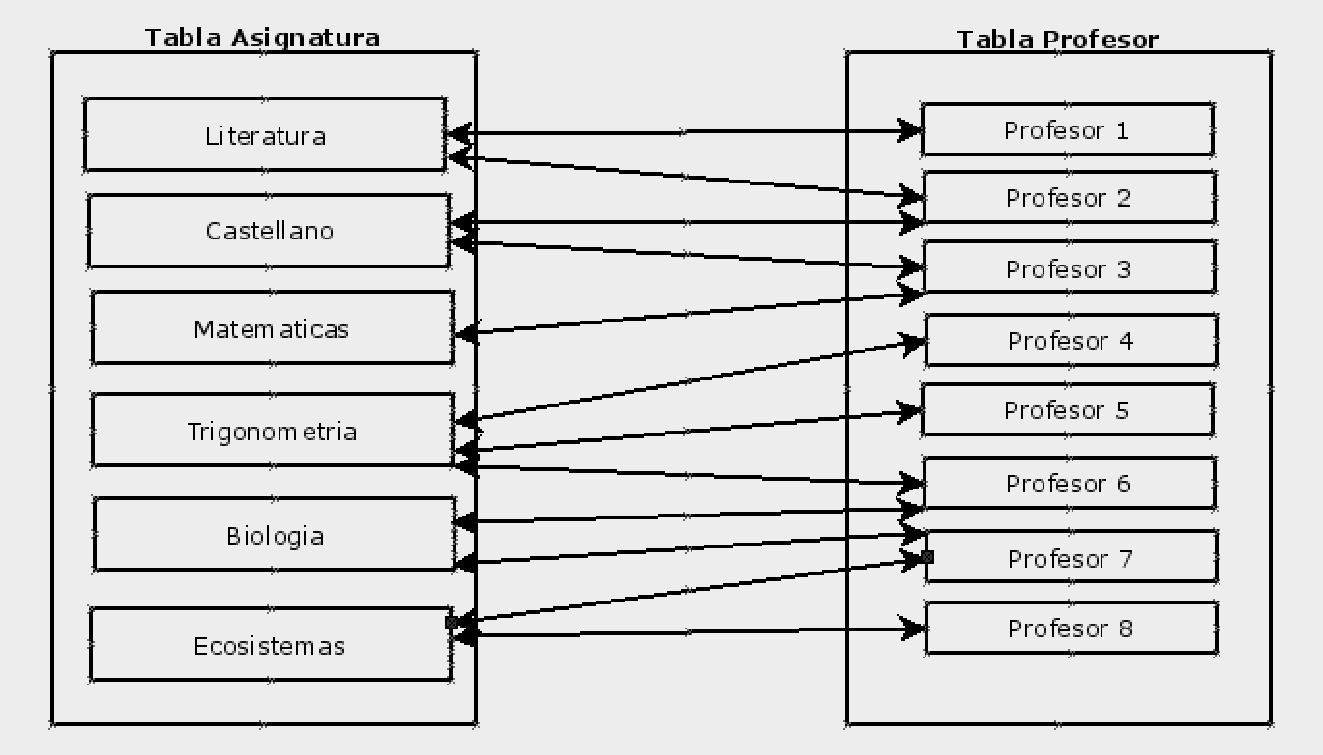 Tabla Asignatura
Tabla Profesor
Literatura
Castellano
Matematicas
Trigonometria
Biologia
Ecosistemas
Profesor 1
Profesor 2
Profesor 3
Profesor 4
Profesor 5
Profesor 6
Profesor 7
Profesor 8